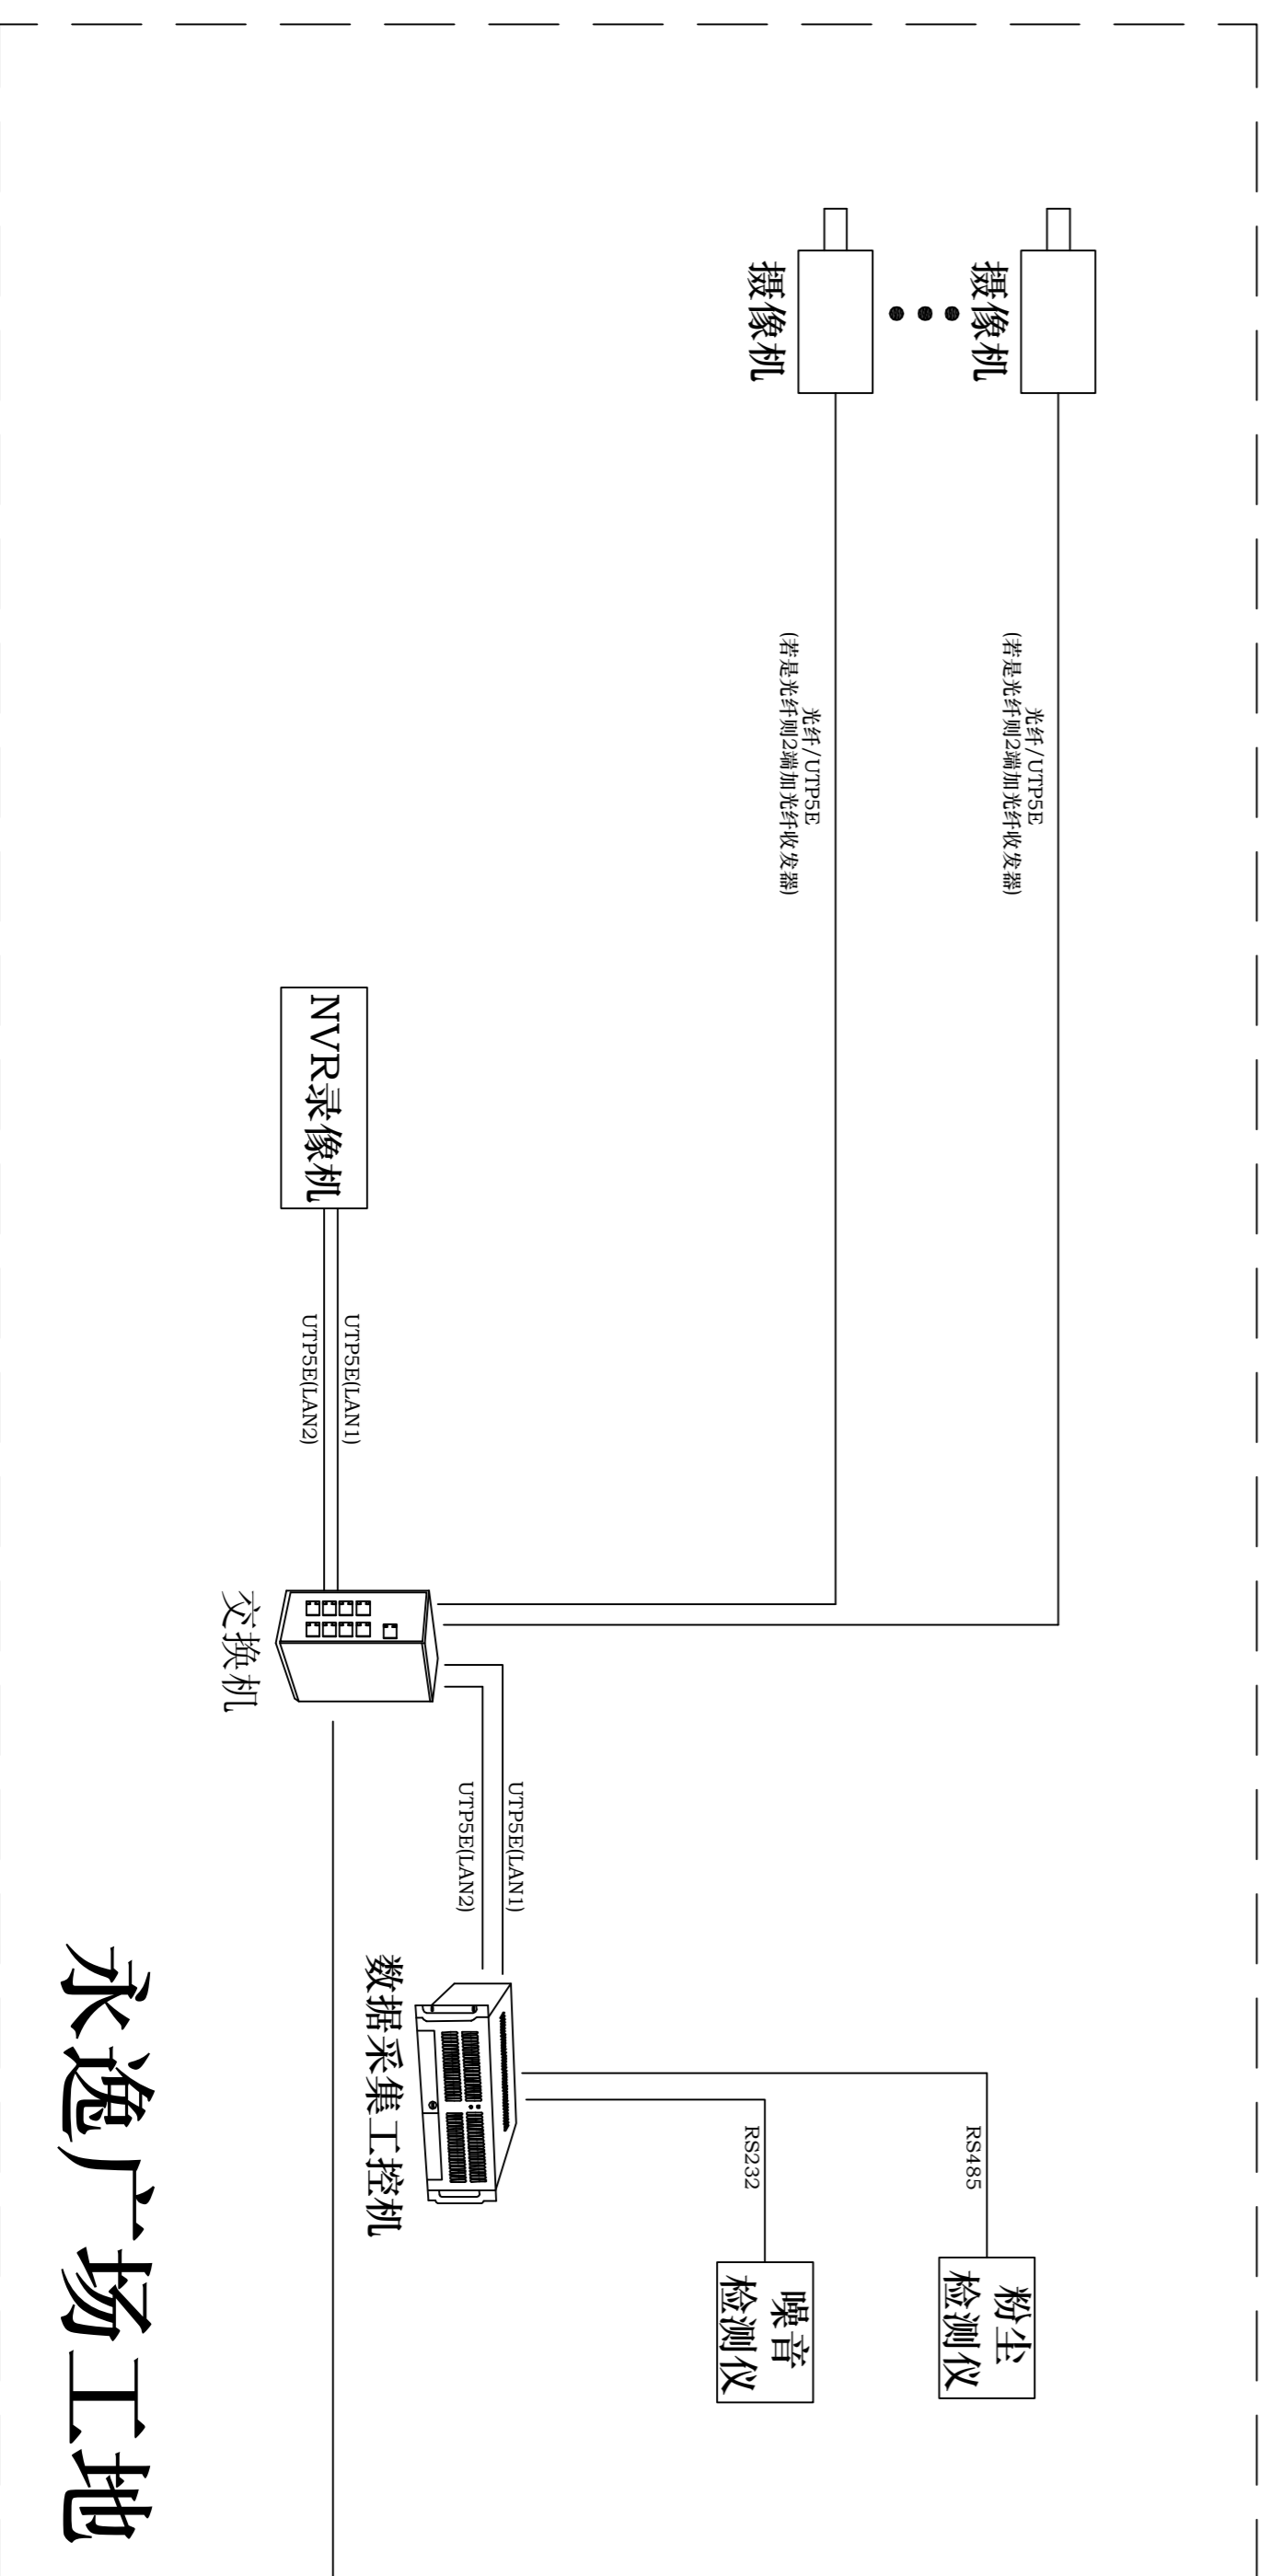 摄像机
光纤/UTP5E
(若是光纤则2端加光纤收发器)
摄像机
光纤/UTP5E
(若是光纤则2端加光纤收发器)
粉尘
检测仪
RS485
噪音
检测仪
RS232
UTP5E(LAN1)
UTP5E(LAN2)
数据采集工控机
NVR录像机
UTP5E(LAN1)
UTP5E(LAN2)
交换机
永逸广场工地